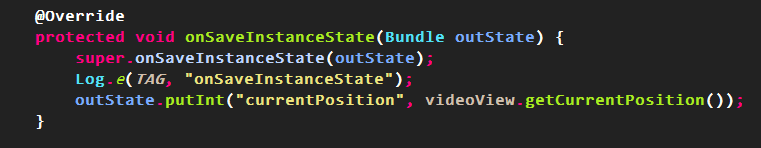 @Override
protected void onSaveInstanceState(Bundle outState) {
super.onSaveInstanceState(outState);
Log.e(TAG, "onSaveInstanceState");
outState.putInt("currentPosition", videoView.getCurrentPosition());
}